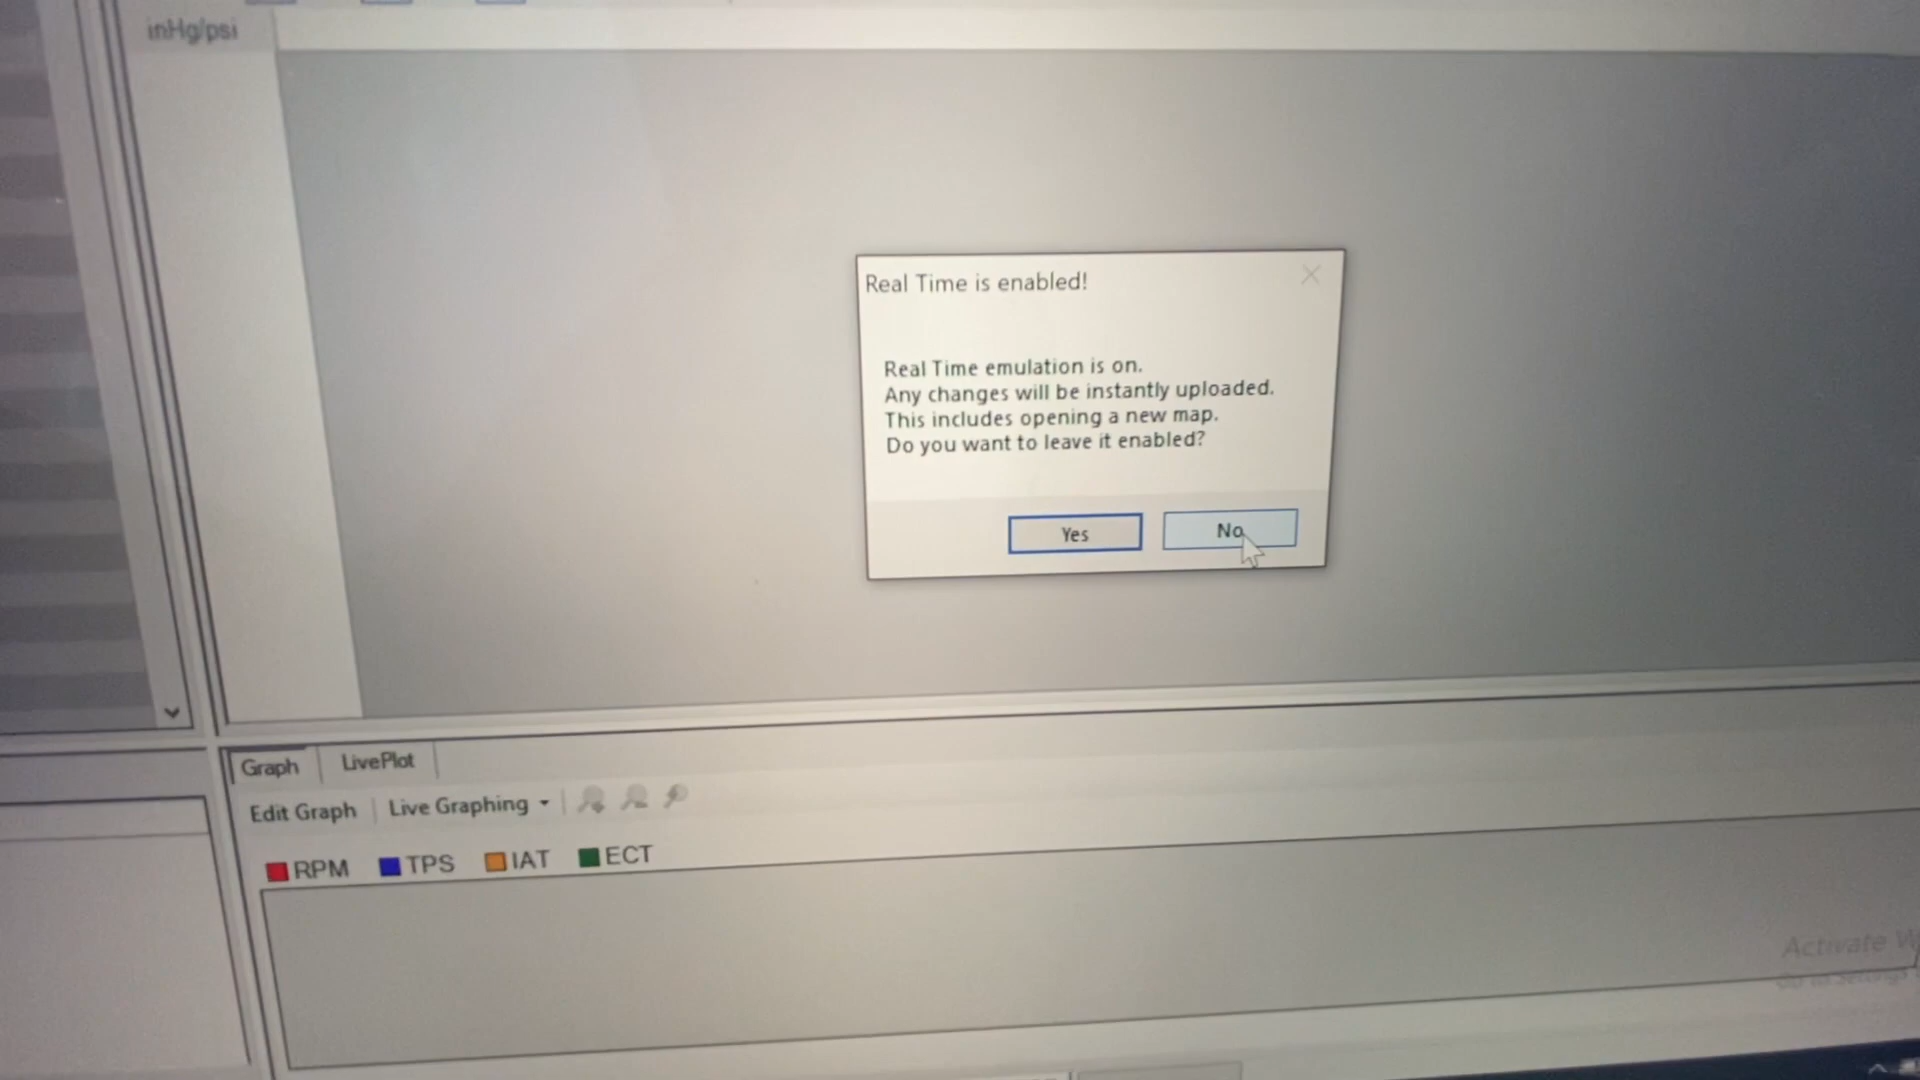 inHg/psi
Real Time is enabled!
Real Time emulation is on.
Any changes will be instantly uploaded.
This includes opening a new map.
Do you want to leave it enabled?
Yes
No
Graph
LivePlot
Edit Graph
Live Graphing
RPM
TPS
IAT
ECT
Activate